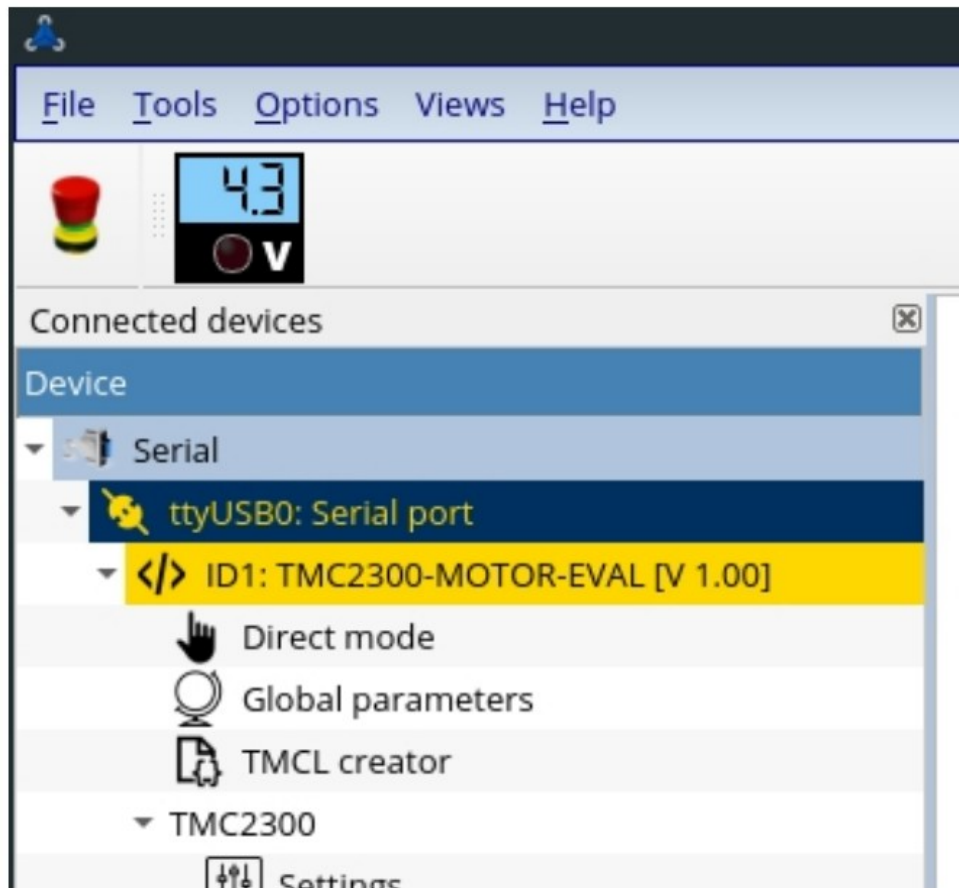 File Tools Options Views Help
4.3
V
Connected devices
Device
Serial
ttyUSB0: Serial port
</> ID1: TMC2300-MOTOR-EVAL [V 1.00]
Direct mode
Global parameters
TMCL creator
TMC2300
Settings